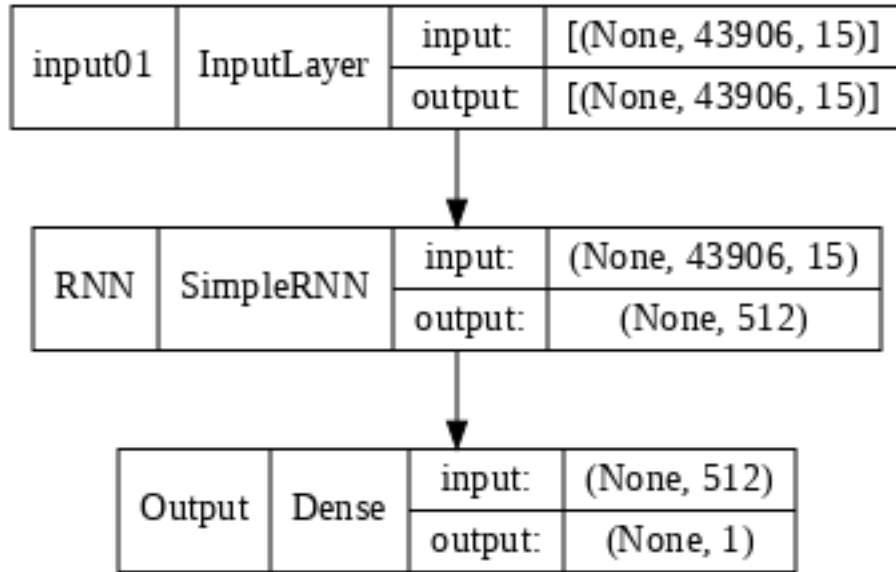 input01 InputLayer input: [(None, 43906, 15)]
output: [(None, 43906, 15)]
RNN SimpleRNN input: (None, 43906, 15)
output: (None, 512)
Output Dense input: (None, 512)
output: (None, 1)